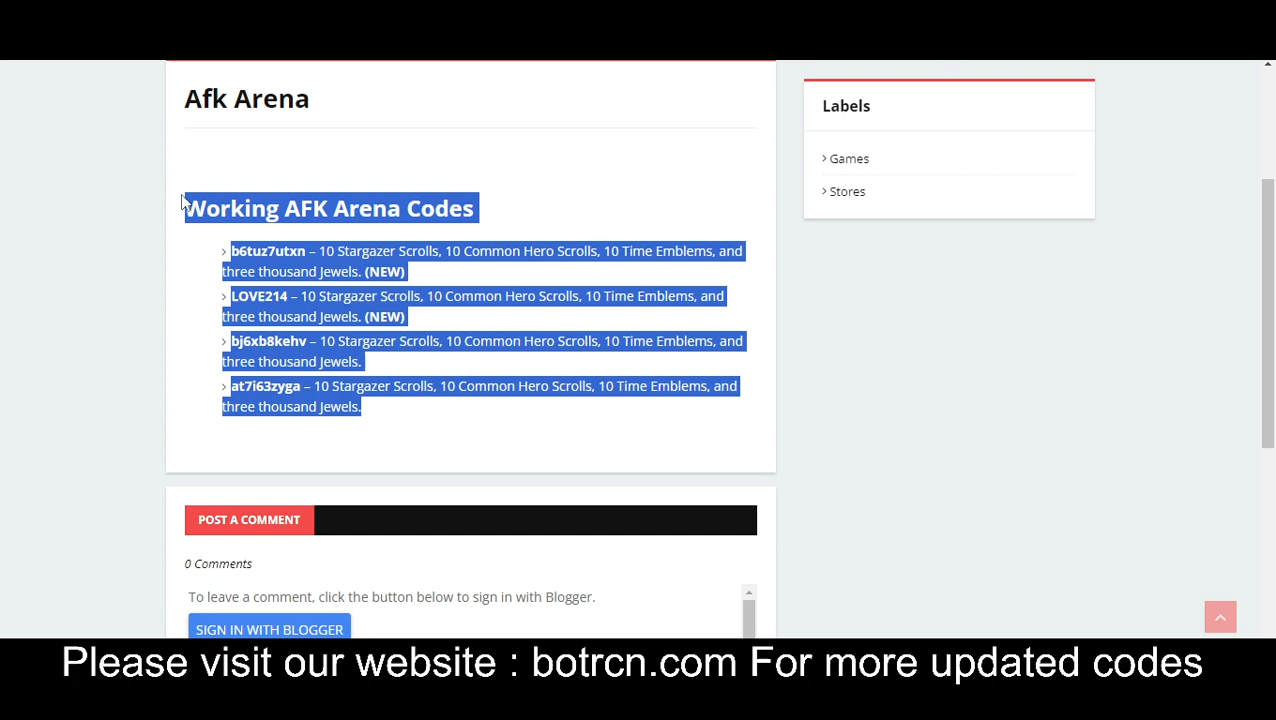 Afk Arena
Labels
Games
Stores
Working AFK Arena Codes
b6tuz7utxn – 10 Stargazer Scrolls, 10 Common Hero Scrolls, 10 Time Emblems, and
three thousand Jewels. (NEW)
LOVE214 – 10 Stargazer Scrolls, 10 Common Hero Scrolls, 10 Time Emblems, and
three thousand Jewels. (NEW)
bj6xb8kehv – 10 Stargazer Scrolls, 10 Common Hero Scrolls, 10 Time Emblems, and
three thousand Jewels.
at7i63zyga – 10 Stargazer Scrolls, 10 Common Hero Scrolls, 10 Time Emblems, and
three thousand Jewels.
POST A COMMENT
0 Comments
To leave a comment, click the button below to sign in with Blogger.
SIGN IN WITH BLOGGER
Please visit our website : botrcn.com For more updated codes